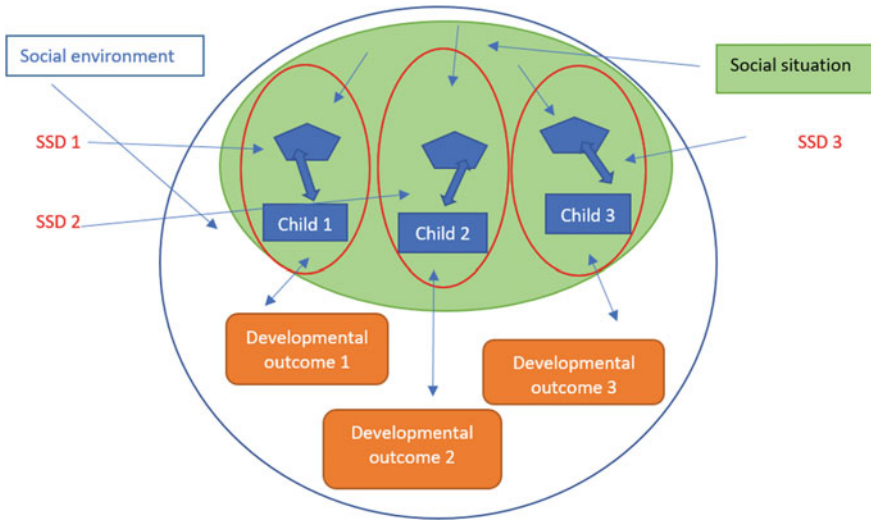 Social environment
Social situation
SSD 1
SSD 3
SSD 2
Child 1
Child 2
Child 3
Developmental
outcome 1
Developmental
outcome 3
Developmental
outcome 2